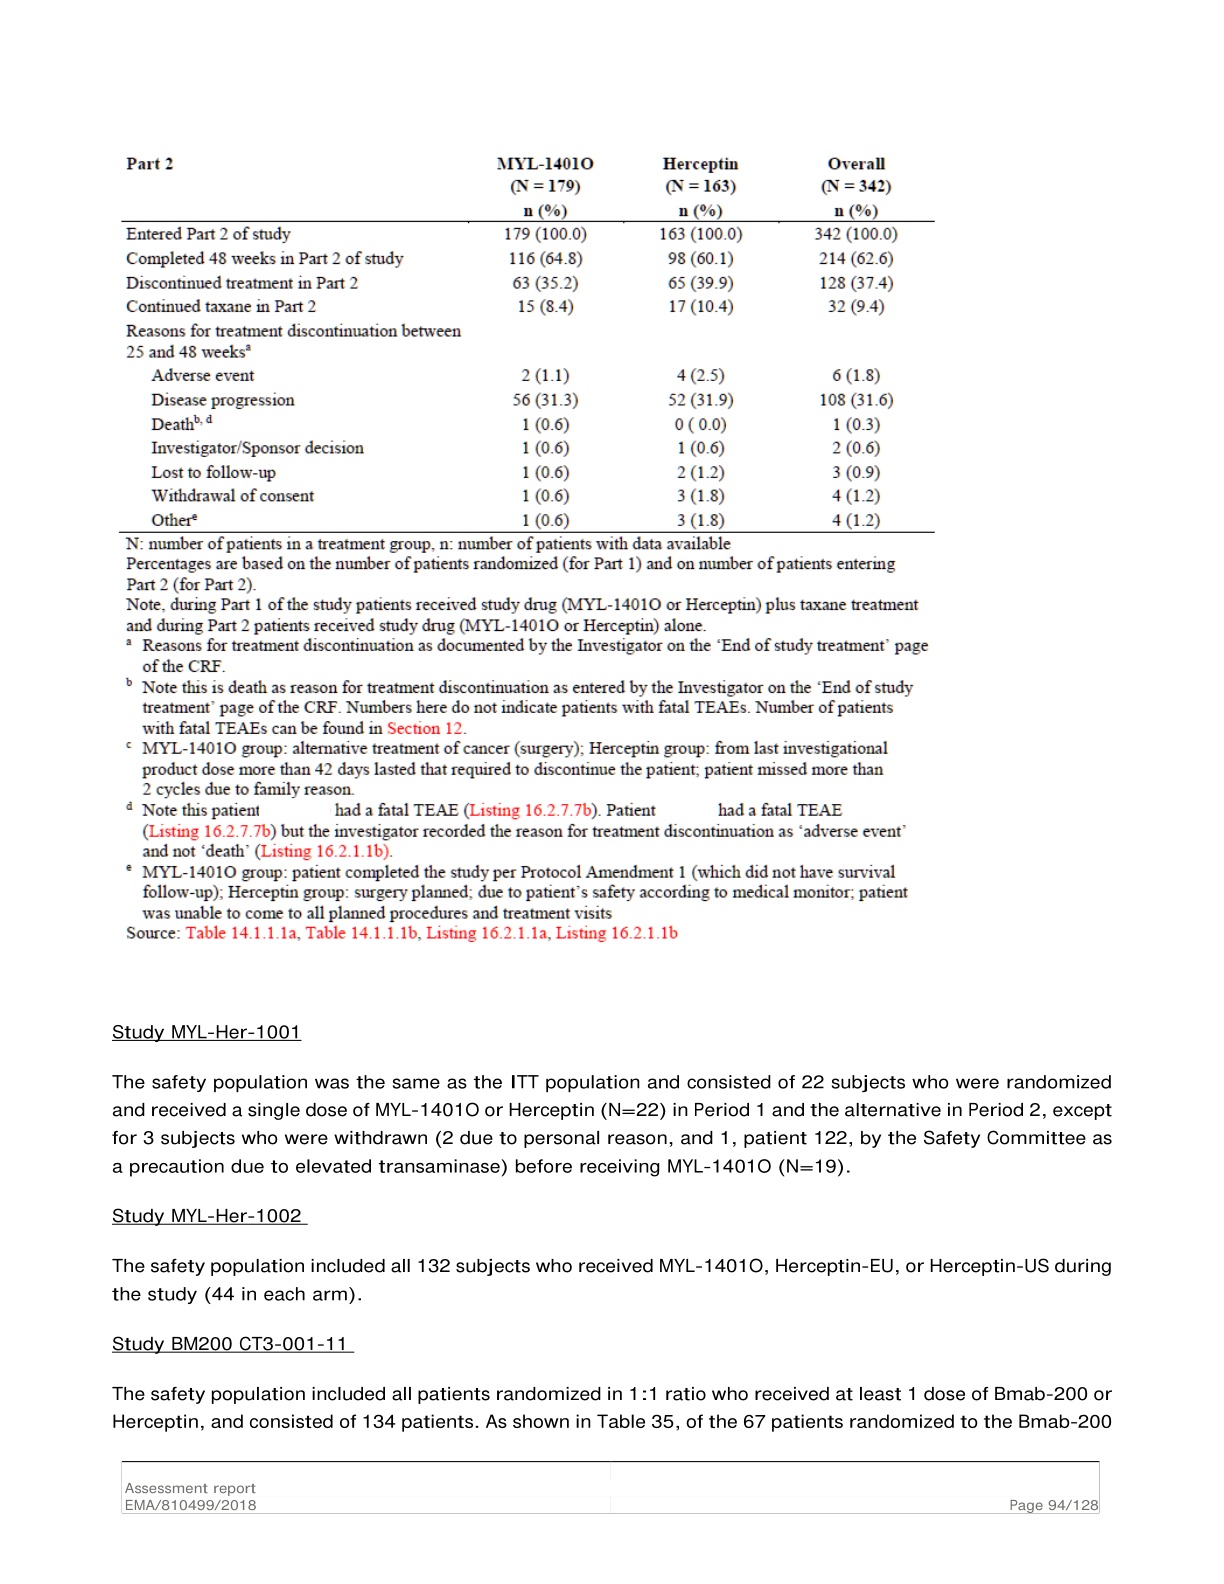 Part 2 MYL-1401O Herceptin Overall
(N = 179) (N = 163) (N = 342)
n (%) n (%) n (%)
Entered Part 2 of study 179 (100.0) 163 (100.0) 342 (100.0)
Completed 48 weeks in Part 2 of study 116 (64.8) 98 (60.1) 214 (62.6)
Discontinued treatment in Part 2 63 (35.2) 65 (39.9) 128 (37.4)
Continued taxane in Part 2 15 (8.4) 17 (10.4) 32 (9.4)
Reasons for treatment discontinuation between
25 and 48 weeksᵃ
Adverse event 2 (1.1) 4 (2.5) 6 (1.8)
Disease progression 56 (31.3) 52 (31.9) 108 (31.6)
Deathᵇ, ᵈ 1 (0.6) 0 ( 0.0) 1 (0.3)
Investigator/Sponsor decision 1 (0.6) 1 (0.6) 2 (0.6)
Lost to follow-up 1 (0.6) 2 (1.2) 3 (0.9)
Withdrawal of consent 1 (0.6) 3 (1.8) 4 (1.2)
Otherᵉ 1 (0.6) 3 (1.8) 4 (1.2)
N: number of patients in a treatment group, n: number of patients with data available
Percentages are based on the number of patients randomized (for Part 1) and on number of patients entering
Part 2 (for Part 2).
Note, during Part 1 of the study patients received study drug (MYL-1401O or Herceptin) plus taxane treatment
and during Part 2 patients received study drug (MYL-1401O or Herceptin) alone.
ᵃ Reasons for treatment discontinuation as documented by the Investigator on the ‘End of study treatment’ page
of the CRF.
ᵇ Note this is death as reason for treatment discontinuation as entered by the Investigator on the ‘End of study
treatment’ page of the CRF. Numbers here do not indicate patients with fatal TEAEs. Number of patients
with fatal TEAEs can be found in Section 12.
ᶜ MYL-1401O group: alternative treatment of cancer (surgery); Herceptin group: from last investigational
product dose more than 42 days lasted that required to discontinue the patient; patient missed more than
2 cycles due to family reason.
ᵈ Note this patient had a fatal TEAE (Listing 16.2.7.7b). Patient had a fatal TEAE
(Listing 16.2.7.7b) but the investigator recorded the reason for treatment discontinuation as ‘adverse event’
and not ‘death’ (Listing 16.2.1.1b).
ᵉ MYL-1401O group: patient completed the study per Protocol Amendment 1 (which did not have survival
follow-up); Herceptin group: surgery planned; due to patient’s safety according to medical monitor; patient
was unable to come to all planned procedures and treatment visits
Source: Table 14.1.1.1a, Table 14.1.1.1b, Listing 16.2.1.1a, Listing 16.2.1.1b
Study MYL-Her-1001
The safety population was the same as the ITT population and consisted of 22 subjects who were randomized
and received a single dose of MYL-1401O or Herceptin (N=22) in Period 1 and the alternative in Period 2, except
for 3 subjects who were withdrawn (2 due to personal reason, and 1, patient 122, by the Safety Committee as
a precaution due to elevated transaminase) before receiving MYL-1401O (N=19).
Study MYL-Her-1002
The safety population included all 132 subjects who received MYL-1401O, Herceptin-EU, or Herceptin-US during
the study (44 in each arm).
Study BM200 CT3-001-11
The safety population included all patients randomized in 1:1 ratio who received at least 1 dose of Bmab-200 or
Herceptin, and consisted of 134 patients. As shown in Table 35, of the 67 patients randomized to the Bmab-200
Assessment report
EMA/810499/2018 Page 94/128